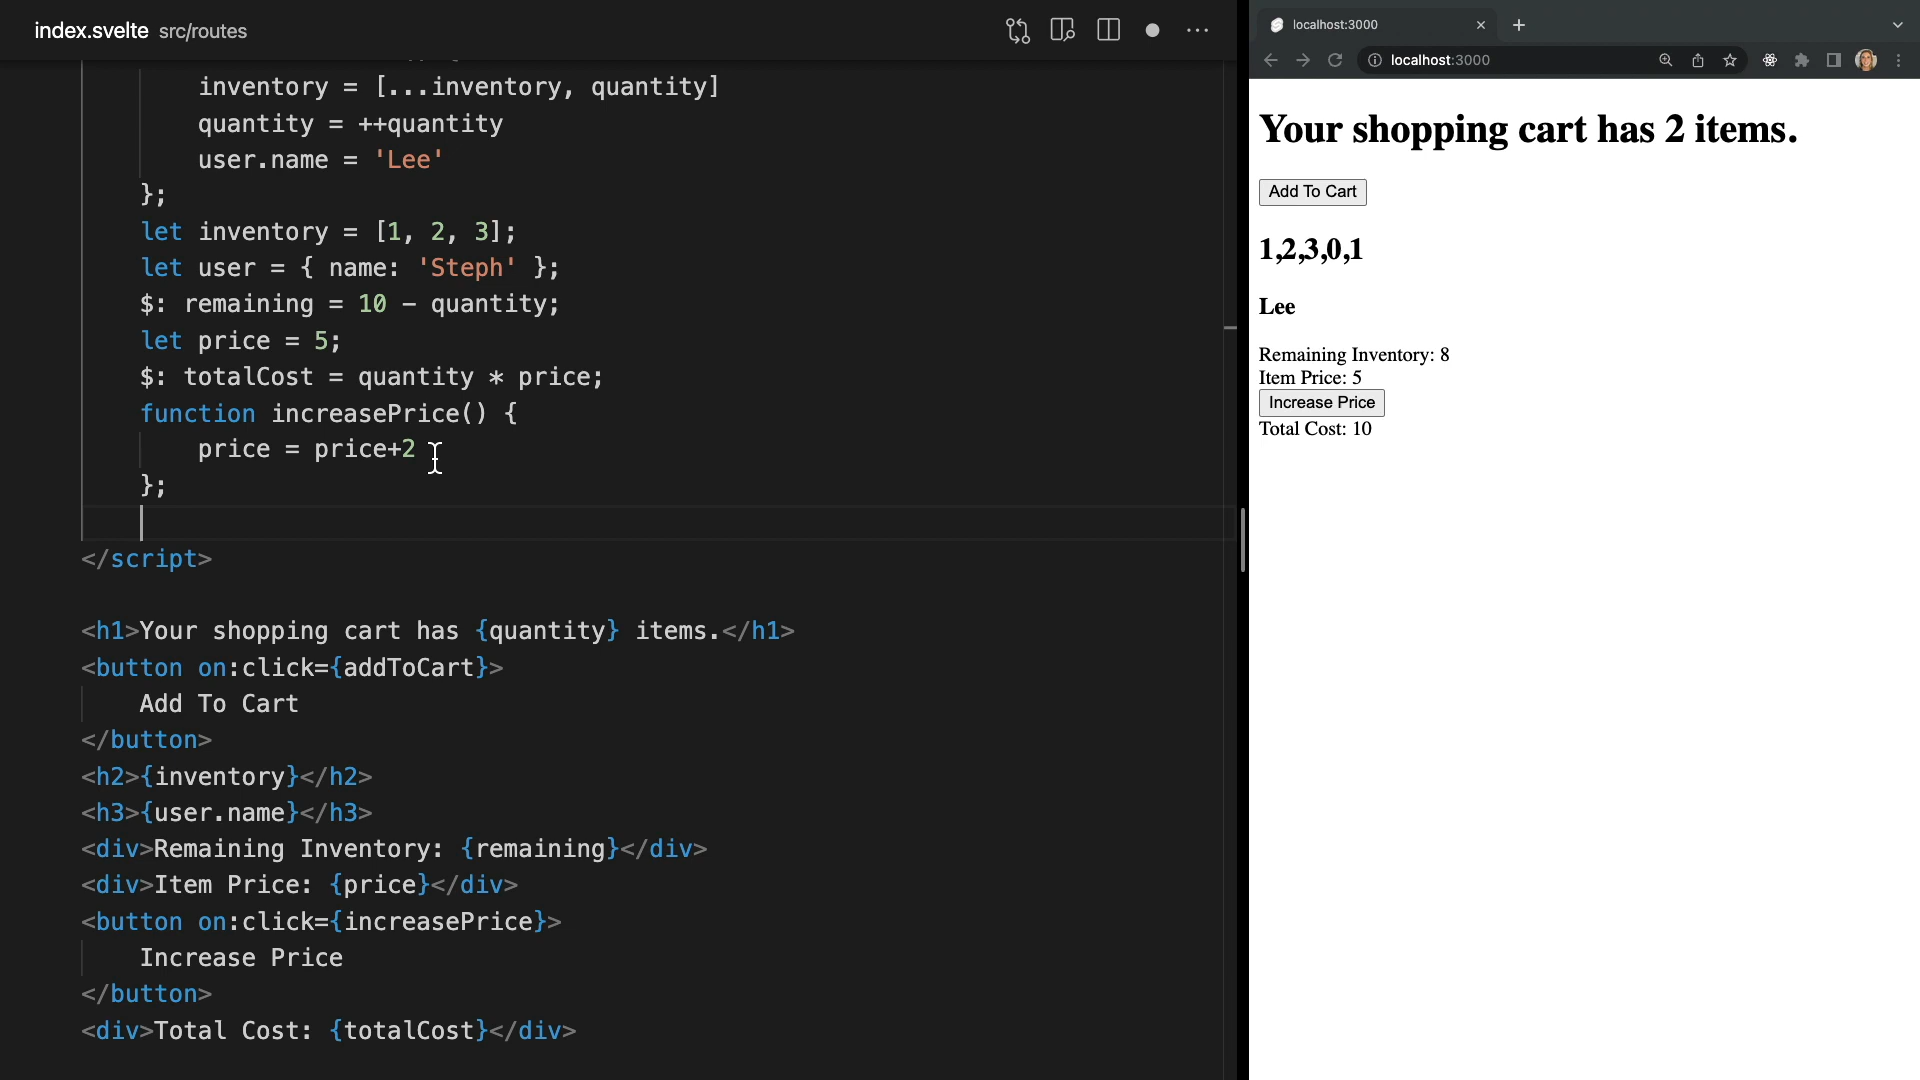 index.svelte src/routes
inventory = [...inventory, quantity]
quantity = ++quantity
user.name = 'Lee'
};
let inventory = [1, 2, 3];
let user = { name: 'Steph' };
$: remaining = 10 - quantity;
let price = 5;
$: totalCost = quantity * price;
function increasePrice() {
price = price+2
};
</script>
<h1>Your shopping cart has {quantity} items.</h1>
<button on:click={addToCart}>
Add To Cart
</button>
<h2>{inventory}</h2>
<h3>{user.name}</h3>
<div>Remaining Inventory: {remaining}</div>
<div>Item Price: {price}</div>
<button on:click={increasePrice}>
Increase Price
</button>
<div>Total Cost: {totalCost}</div>
localhost:3000
localhost:3000
Your shopping cart has 2 items.
Add To Cart
1,2,3,0,1
Lee
Remaining Inventory: 8
Item Price: 5
Increase Price
Total Cost: 10